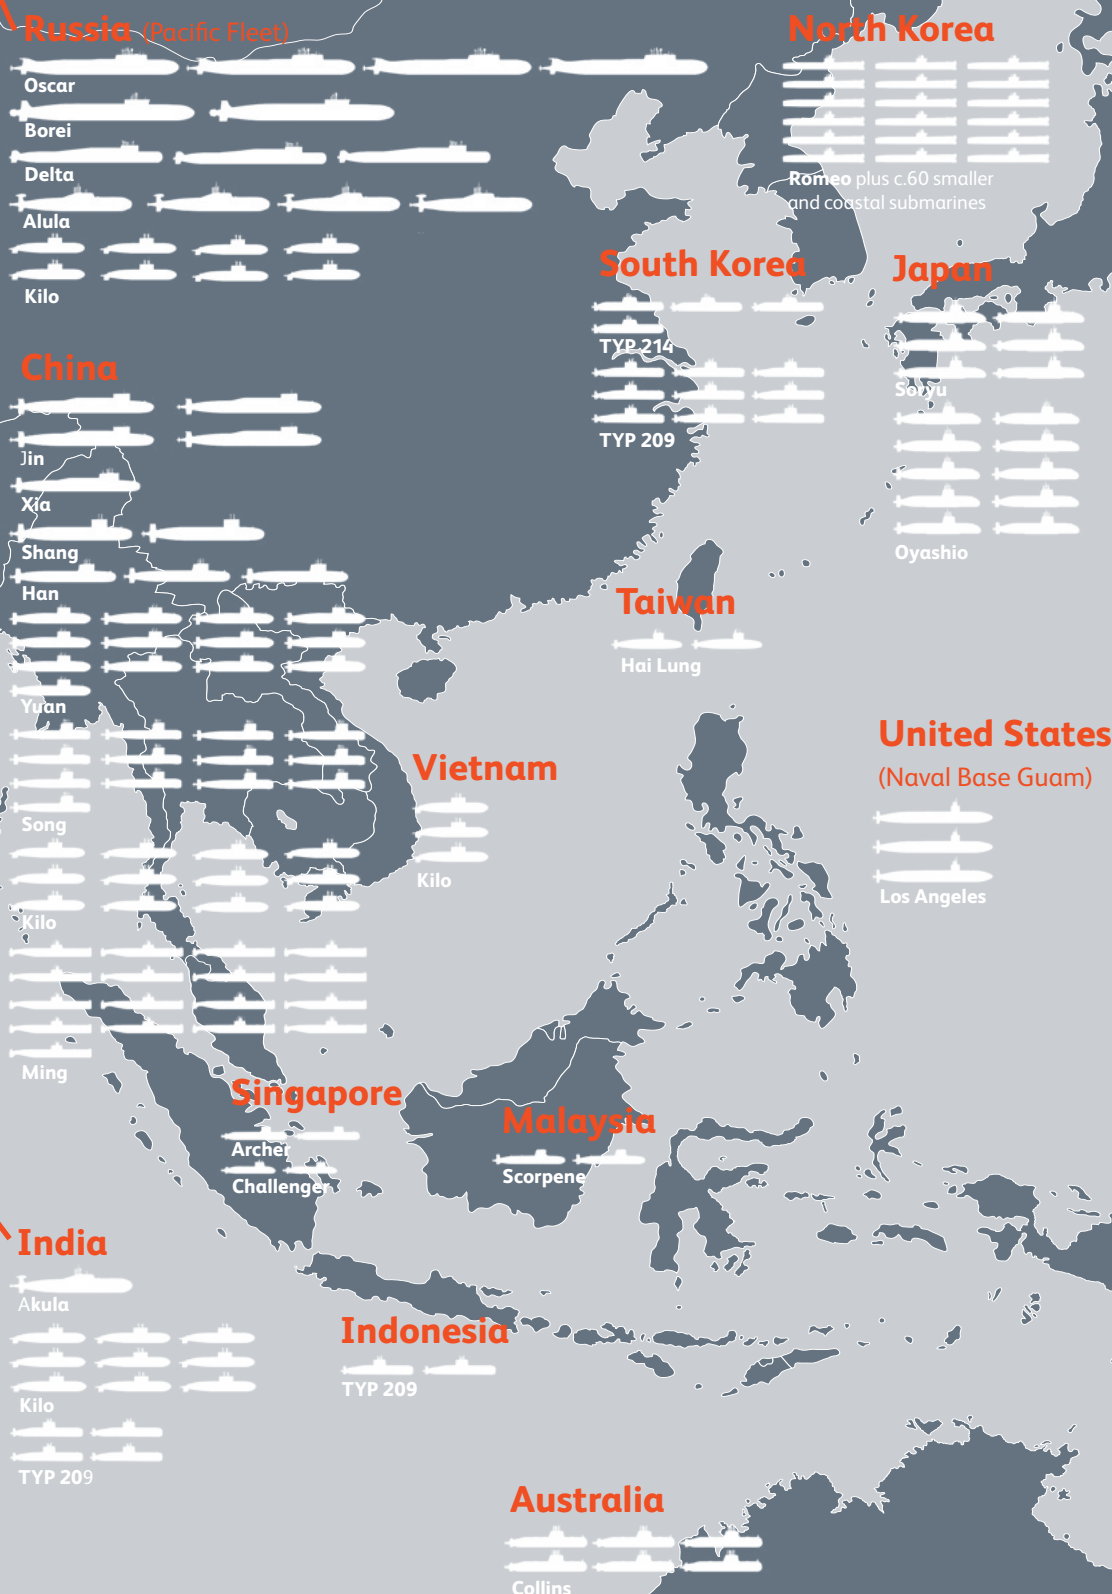 Russia (Pacific Fleet)
Oscar
Borei
Delta
Alula
Kilo
North Korea
Romeo plus c.60 smaller
and coastal submarines
South Korea
TYP 214
TYP 209
Japan
Soryu
Oyashio
China
Jin
Xia
Shang
Han
Yuan
Song
Kilo
Ming
Taiwan
Hai Lung
Vietnam
Kilo
United States
(Naval Base Guam)
Los Angeles
Singapore
Archer
Challenger
Malaysia
Scorpene
India
Akula
Kilo
TYP 209
Indonesia
TYP 209
Australia
Collins